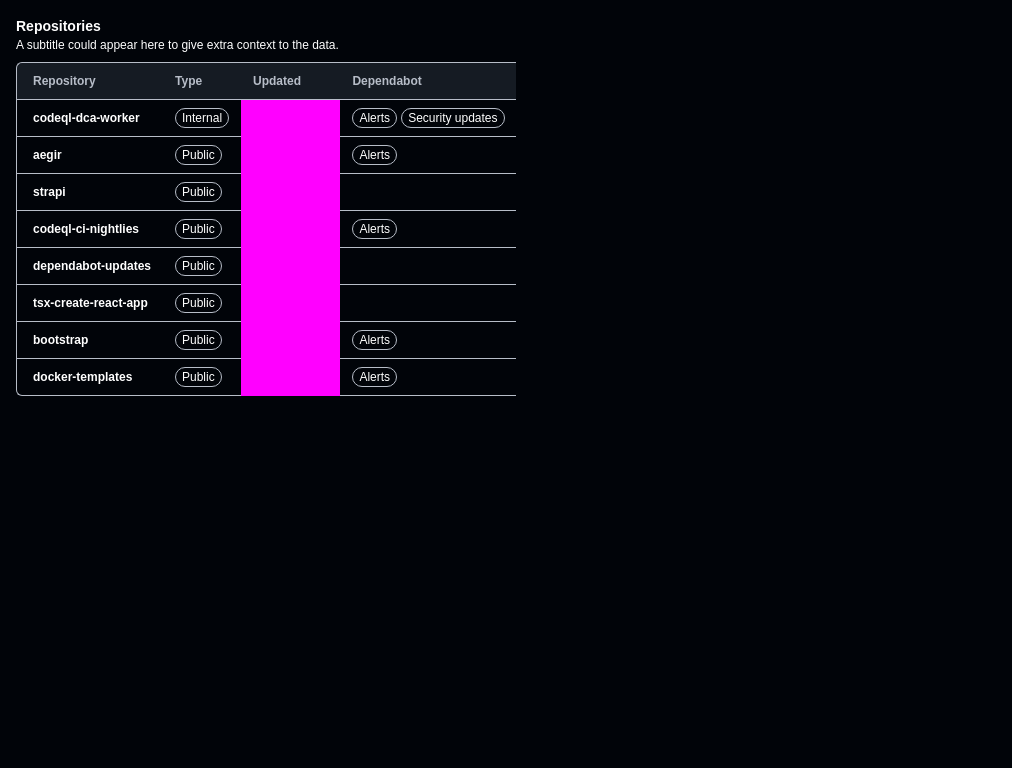 Repositories
A subtitle could appear here to give extra context to the data.
Repository Type Updated Dependabot
codeql-dca-worker Internal Alerts Security updates
aegir Public Alerts
strapi Public
codeql-ci-nightlies Public Alerts
dependabot-updates Public
tsx-create-react-app Public
bootstrap Public Alerts
docker-templates Public Alerts